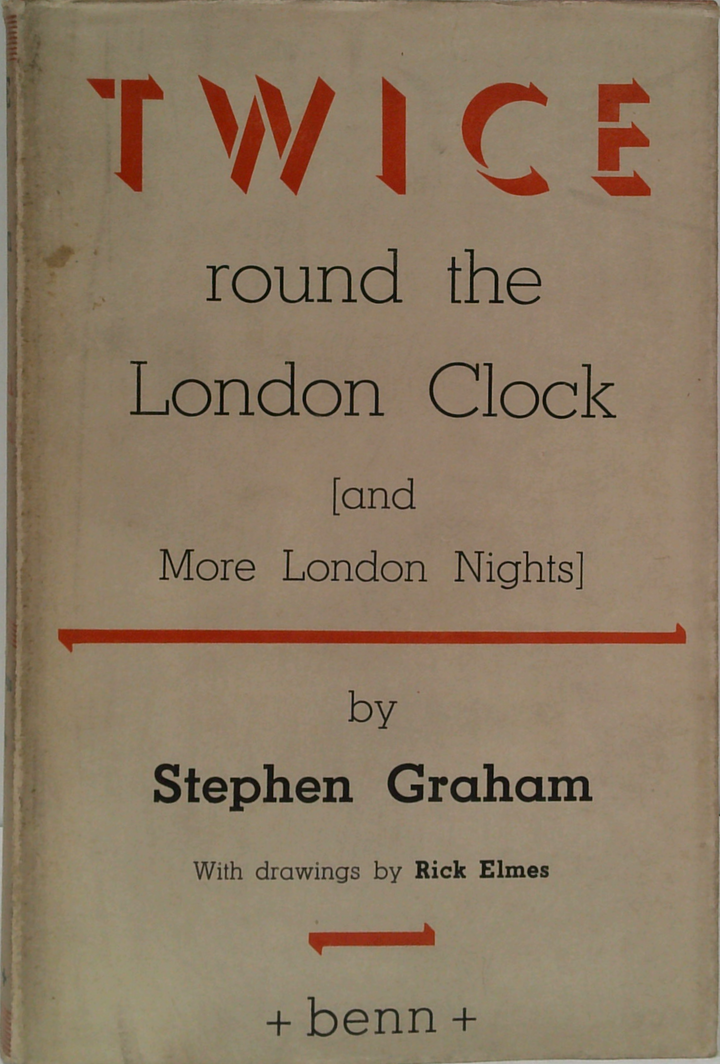 TWICE
round the
London Clock
[and
More London Nights]
by
Stephen Graham
With drawings by Rick Elmes
+ benn +